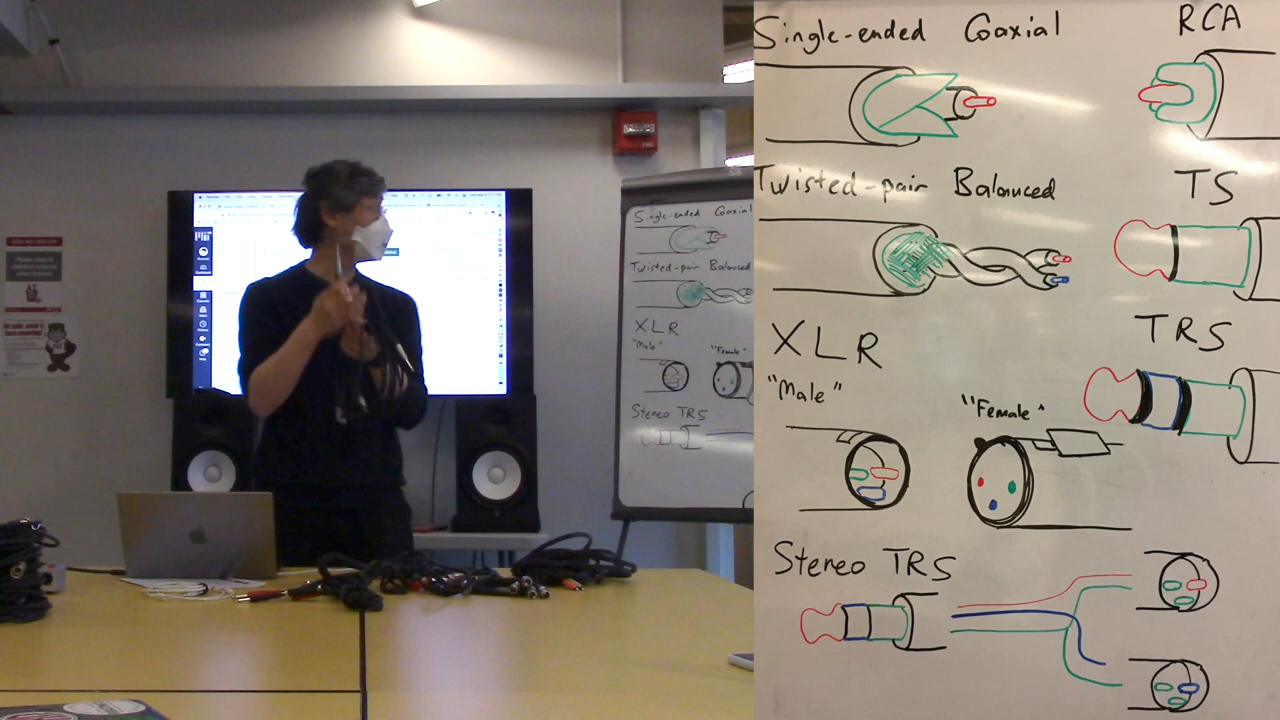 Single-ended Coaxial
RCA
Twisted-pair Balanced
TS
XLR
TRS
"Male"
"Female"
Stereo TRS
Single-ended Coaxial
Twisted-pair Balanced
XLR
"Male"
"Female"
Stereo TRS